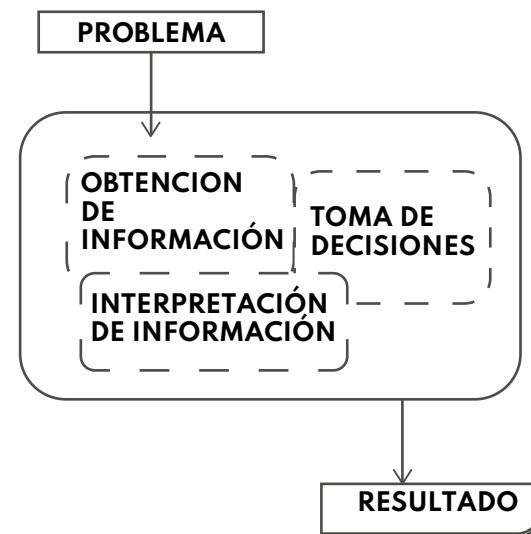 PROBLEMA
OBTENCION
DE
INFORMACIÓN
TOMA DE
DECISIONES
INTERPRETACIÓN
DE INFORMACIÓN
RESULTADO